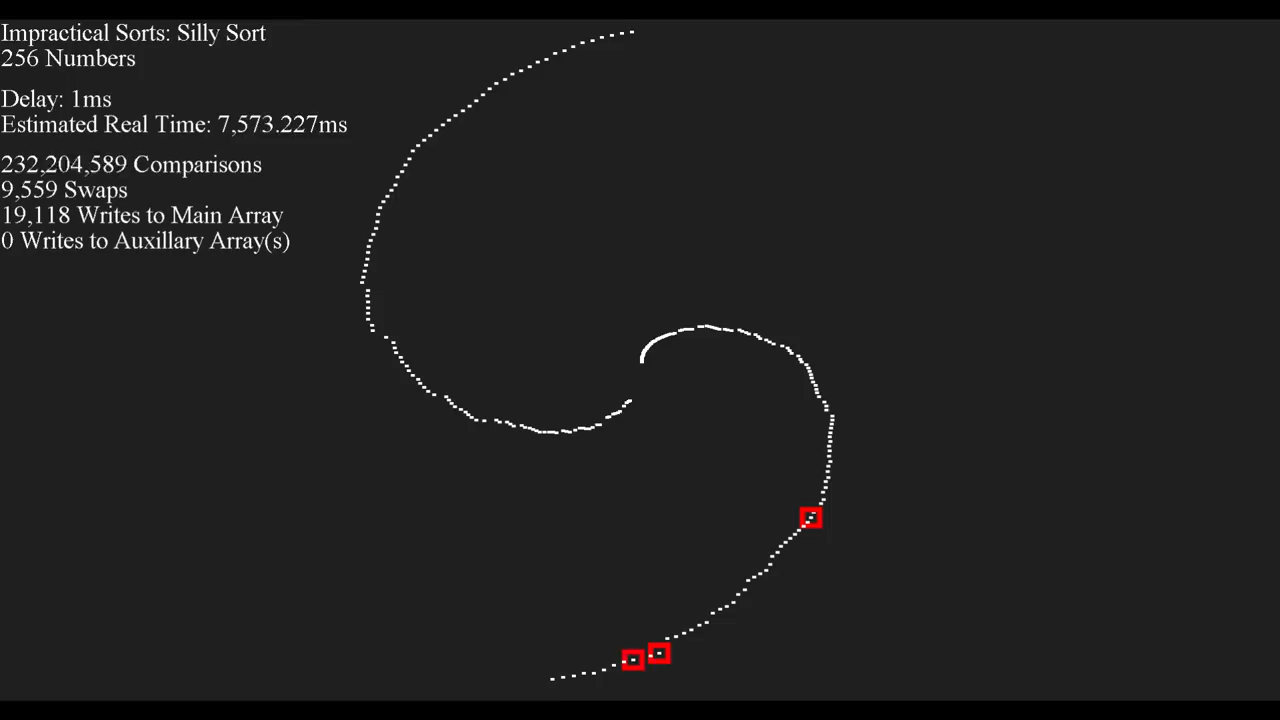 Impractical Sorts: Silly Sort
256 Numbers
Delay: 1ms
Estimated Real Time: 7,573.227ms
232,204,589 Comparisons
9,559 Swaps
19,118 Writes to Main Array
0 Writes to Auxillary Array(s)